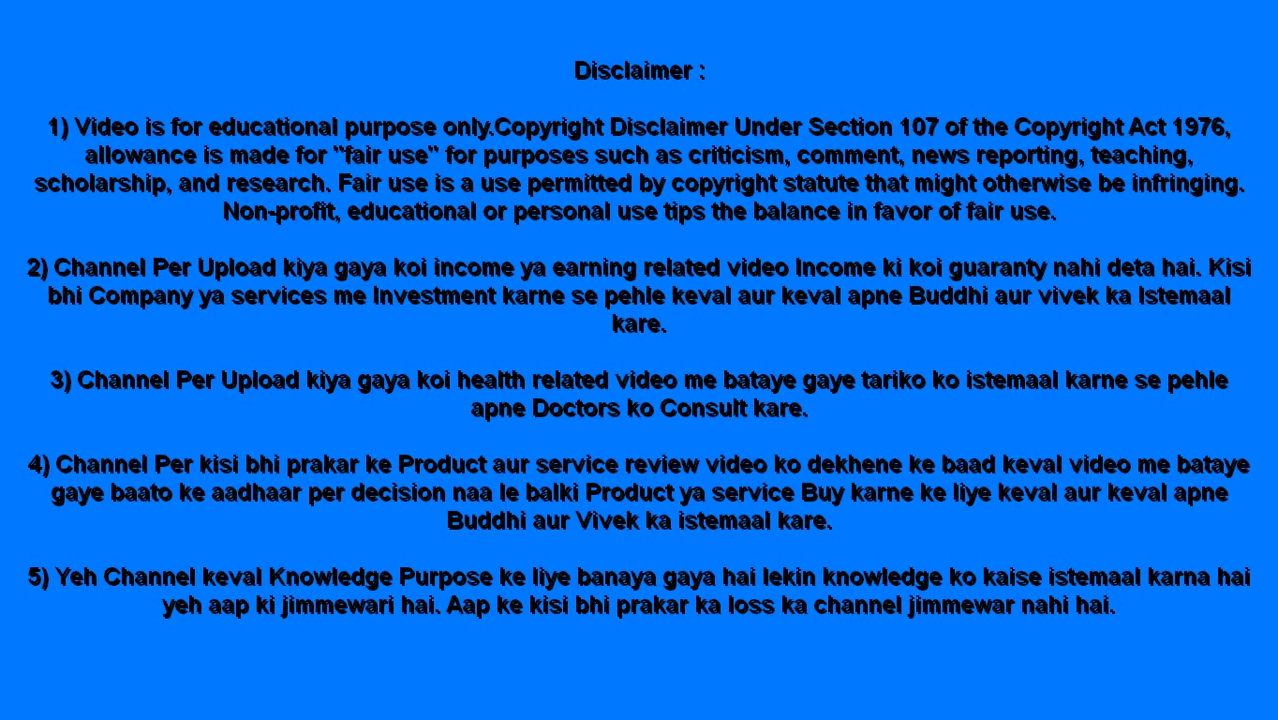 Disclaimer :
1) Video is for educational purpose only.Copyright Disclaimer Under Section 107 of the Copyright Act 1976,
allowance is made for "fair use" for purposes such as criticism, comment, news reporting, teaching,
scholarship, and research. Fair use is a use permitted by copyright statute that might otherwise be infringing.
Non-profit, educational or personal use tips the balance in favor of fair use.
2) Channel Per Upload kiya gaya koi income ya earning related video Income ki koi guaranty nahi deta hai. Kisi
bhi Company ya services me Investment karne se pehle keval aur keval apne Buddhi aur vivek ka Istemaal
kare.
3) Channel Per Upload kiya gaya koi health related video me bataye gaye tariko ko istemaal karne se pehle
apne Doctors ko Consult kare.
4) Channel Per kisi bhi prakar ke Product aur service review video ko dekhene ke baad keval video me bataye
gaye baato ke aadhaar per decision naa le balki Product ya service Buy karne ke liye keval aur keval apne
Buddhi aur Vivek ka istemaal kare.
5) Yeh Channel keval Knowledge Purpose ke liye banaya gaya hai lekin knowledge ko kaise istemaal karna hai
yeh aap ki jimmewari hai. Aap ke kisi bhi prakar ka loss ka channel jimmewar nahi hai.